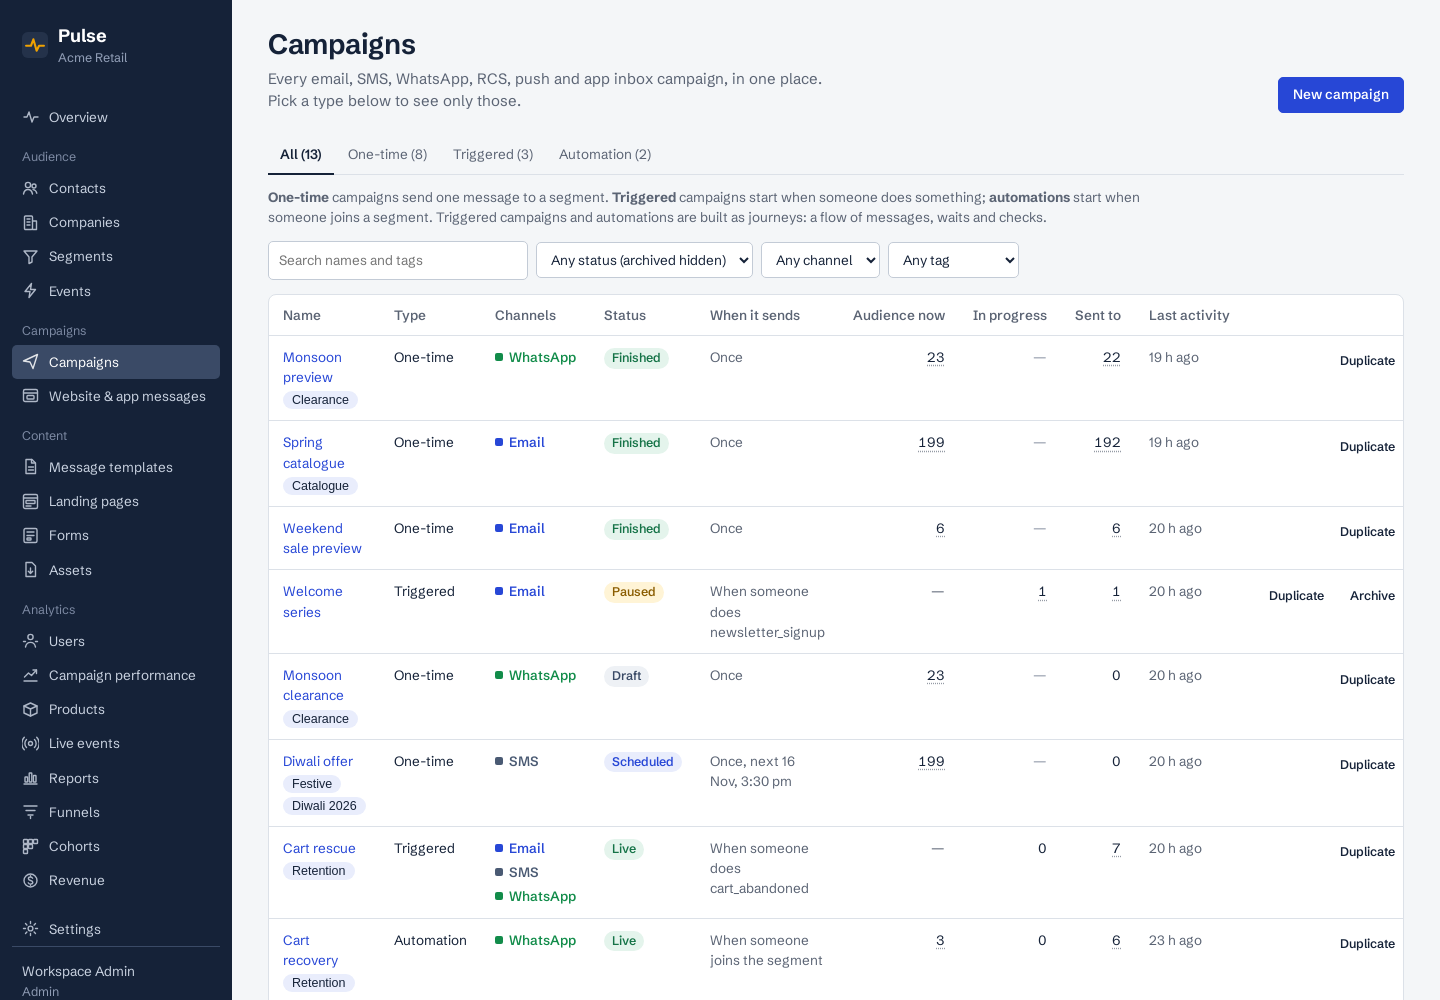 Pulse
Acme Retail
Overview
Audience
Contacts
Companies
Segments
Events
Campaigns
Campaigns
Website & app messages
Content
Message templates
Landing pages
Forms
Assets
Analytics
Users
Campaign performance
Products
Live events
Reports
Funnels
Cohorts
Revenue
Settings
Workspace Admin
Admin
Campaigns
Every email, SMS, WhatsApp, RCS, push and app inbox campaign, in one place.
Pick a type below to see only those.
New campaign
All (13) One-time (8) Triggered (3) Automation (2)
One-time campaigns send one message to a segment. Triggered campaigns start when someone does something; automations start when
someone joins a segment. Triggered campaigns and automations are built as journeys: a flow of messages, waits and checks.
Search names and tags Any status (archived hidden) Any channel Any tag
Name Type Channels Status When it sends Audience now In progress Sent to Last activity
Monsoon One-time WhatsApp Finished Once 23 — 22 19 h ago Duplicate
preview
Clearance
Spring One-time Email Finished Once 199 — 192 19 h ago Duplicate
catalogue
Catalogue
Weekend One-time Email Finished Once 6 — 6 20 h ago Duplicate
sale preview
Welcome Triggered Email Paused When someone — 1 1 20 h ago Duplicate Archive
series does
newsletter_signup
Monsoon One-time WhatsApp Draft Once 23 — 0 20 h ago Duplicate
clearance
Clearance
Diwali offer One-time SMS Scheduled Once, next 16 199 — 0 20 h ago Duplicate
Festive Nov, 3:30 pm
Diwali 2026
Cart rescue Triggered Email Live When someone — 0 7 20 h ago Duplicate
Retention SMS does
WhatsApp cart_abandoned
Cart Automation WhatsApp Live When someone 3 0 6 23 h ago Duplicate
recovery joins the segment
Retention